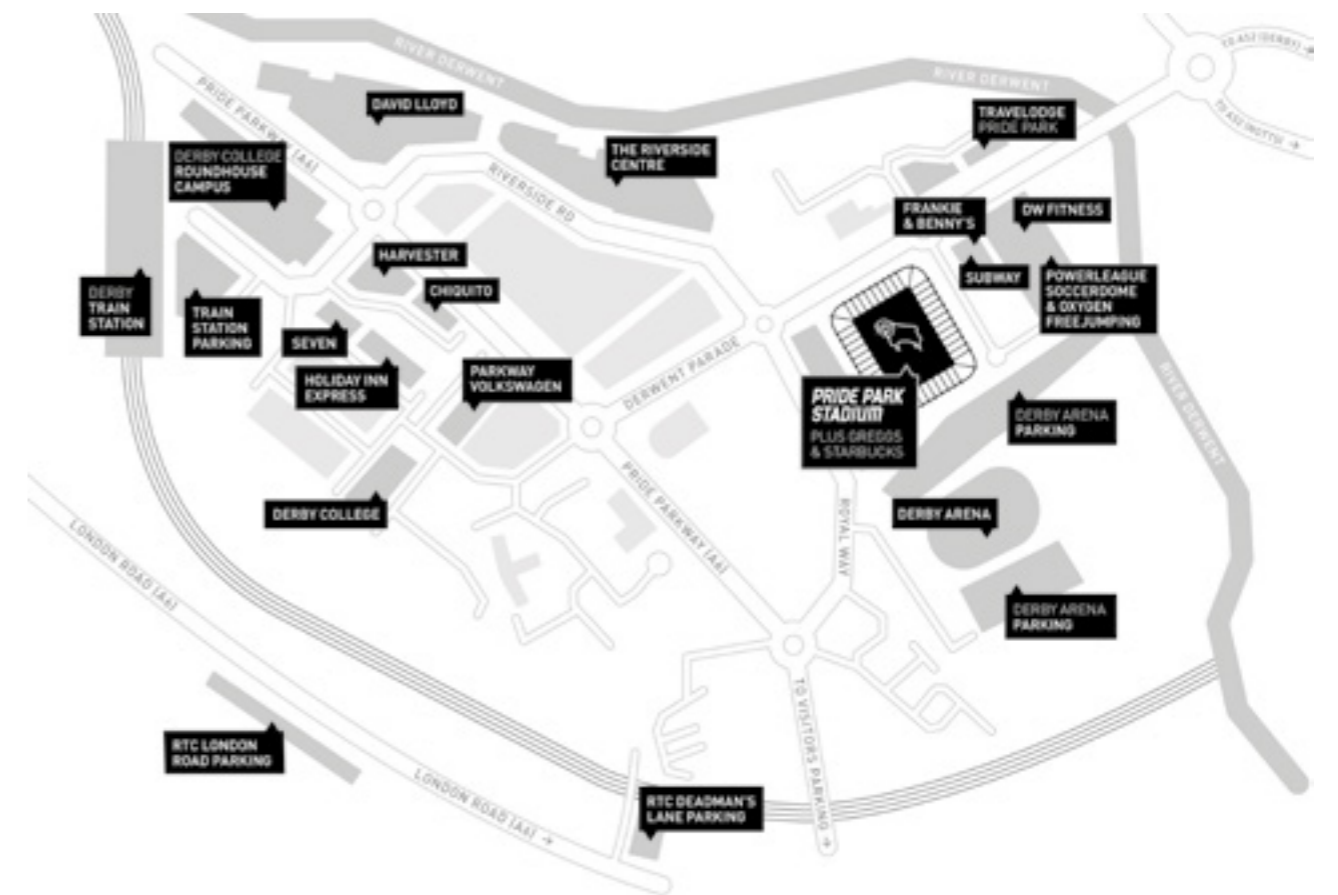 RIVER DERWENT
RIVER DERWENT
TO A52 (DERBY) →
TO A52 (NOTTS) →
PRIDE PARKWAY (A6)
DAVID LLOYD
TRAVELODGE
PRIDE PARK
DERBY COLLEGE
ROUNDHOUSE
CAMPUS
THE RIVERSIDE
CENTRE
RIVERSIDE RD
FRANKIE
& BENNY'S
DW FITNESS
HARVESTER
CHIQUITO
SUBWAY
POWERLEAGUE
SOCCERDOME
& OXYGEN
FREEJUMPING
DERBY
TRAIN
STATION
TRAIN
STATION
PARKING
SEVEN
HOLIDAY INN
EXPRESS
PARKWAY
VOLKSWAGEN
DERWENT PARADE
PRIDE PARK
STADIUM
PLUS GREGGS
& STARBUCKS
DERBY ARENA
PARKING
RIVER DERWENT
DERBY COLLEGE
PRIDE PARKWAY (A6)
ROYAL WAY
DERBY ARENA
DERBY ARENA
PARKING
LONDON ROAD (A6)
RTC LONDON
ROAD PARKING
TO VISITORS PARKING →
LONDON ROAD (A6) →
RTC DEADMAN'S
LANE PARKING